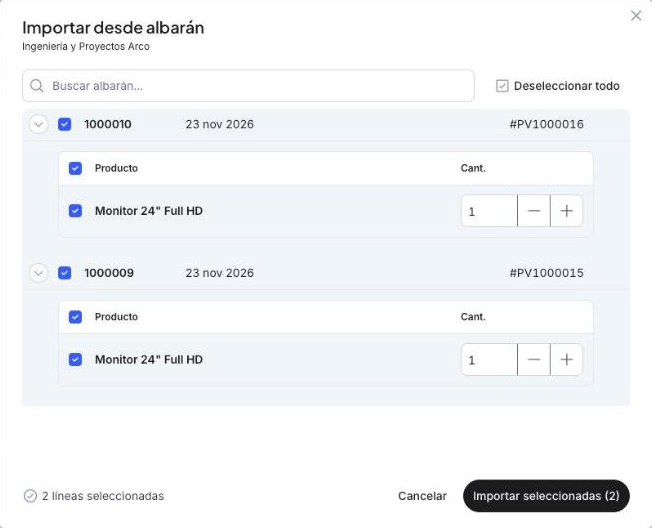 Importar desde albarán
Ingeniería y Proyectos Arco
Buscar albarán...
Deseleccionar todo
1000010 23 nov 2026 #PV1000016
Producto Cant.
Monitor 24" Full HD 1
1000009 23 nov 2026 #PV1000015
Producto Cant.
Monitor 24" Full HD 1
2 líneas seleccionadas
Cancelar
Importar seleccionadas (2)